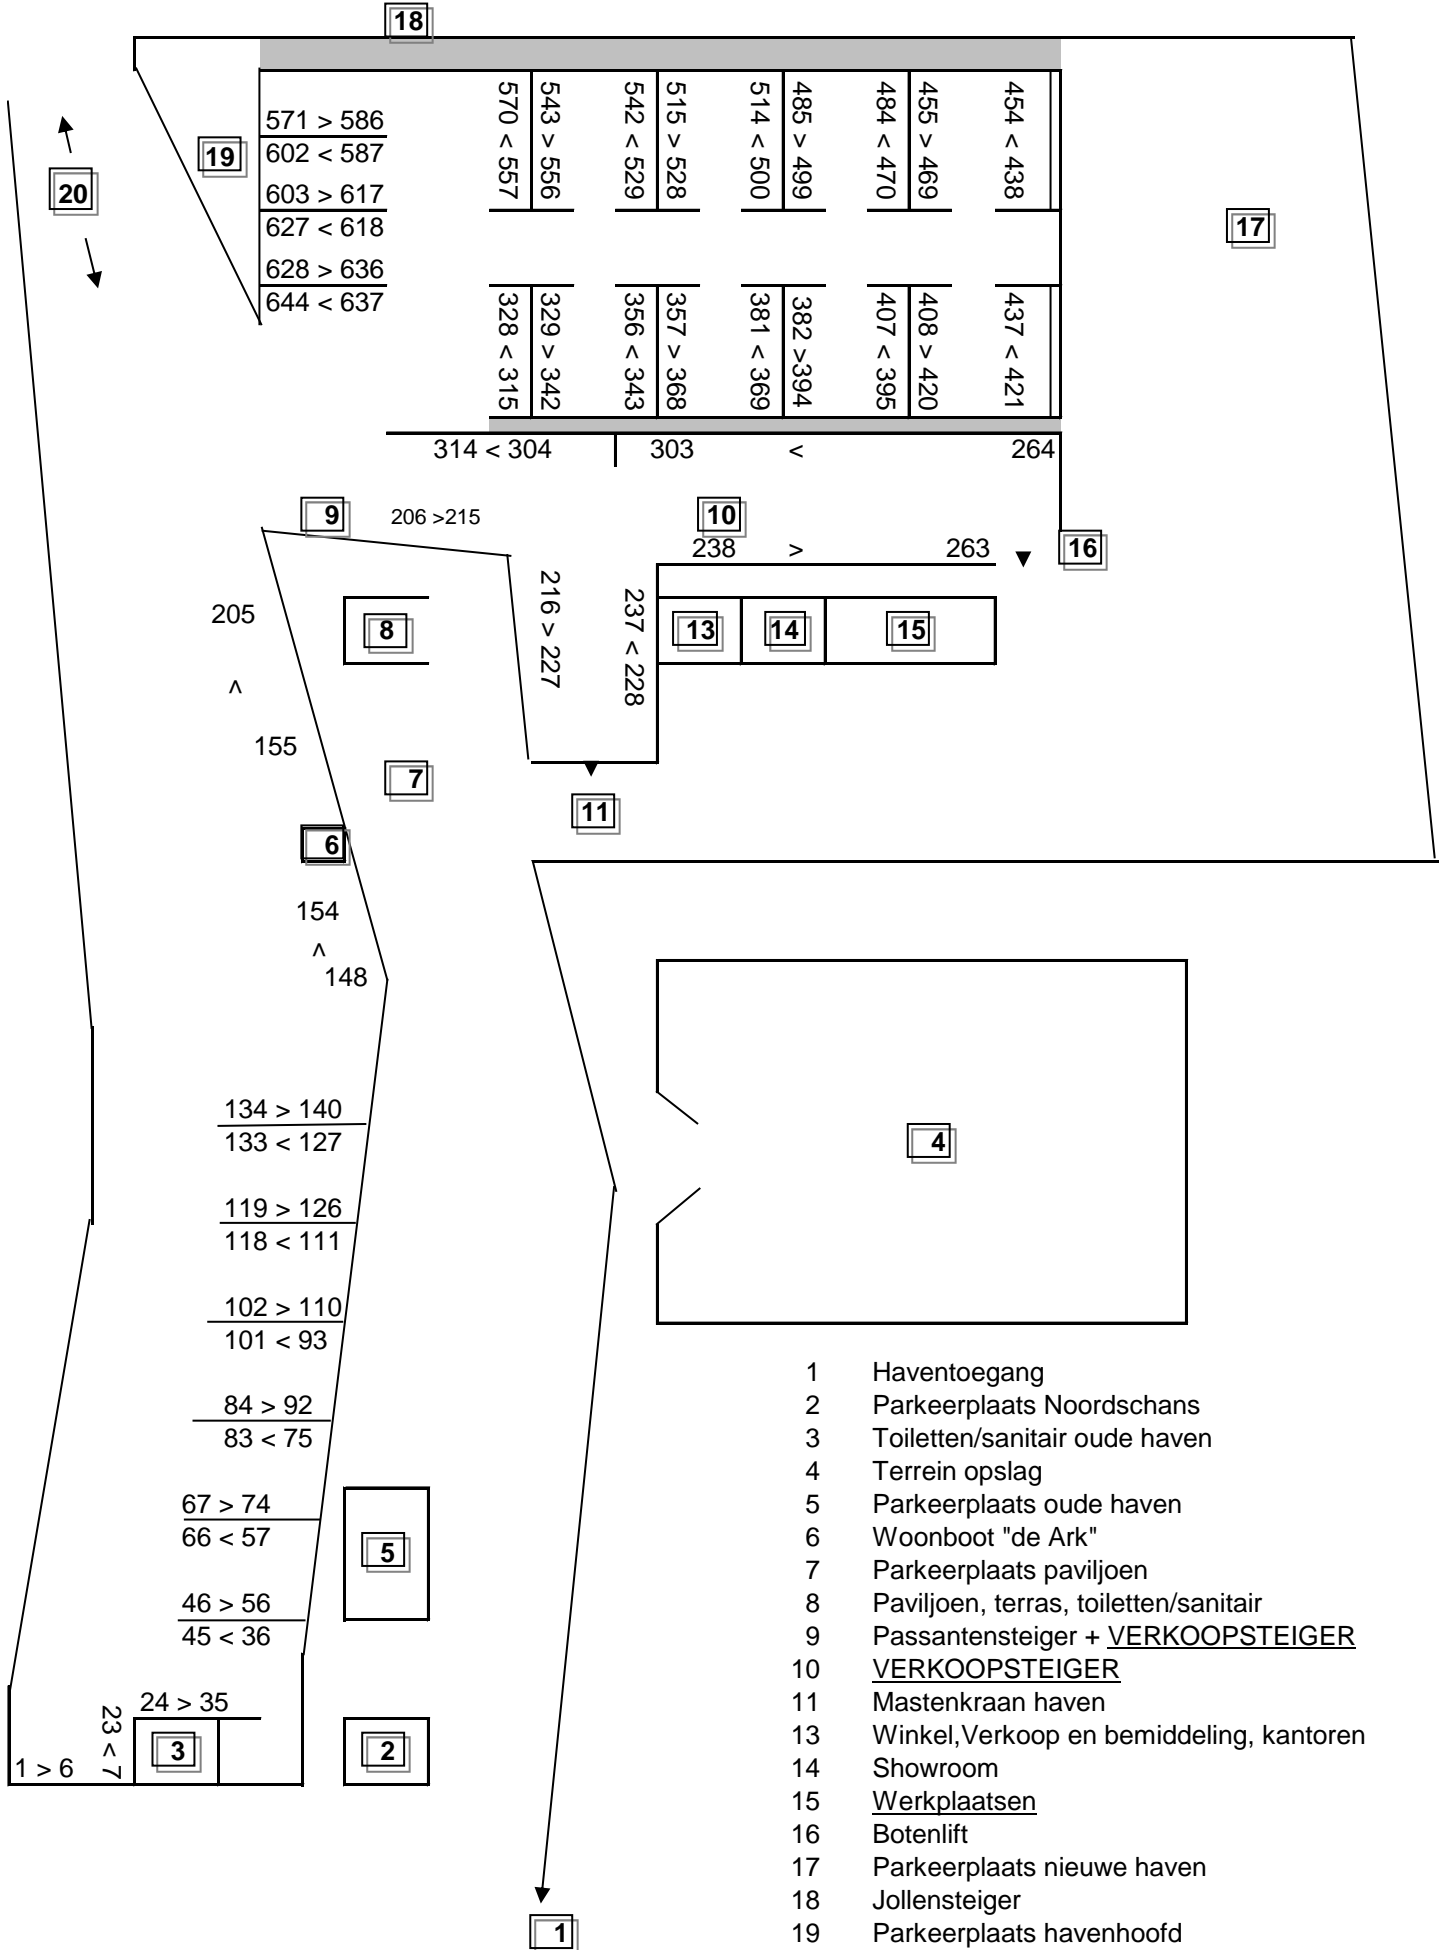 18
571 > 586
602 < 587
603 > 617
627 < 618
628 > 636
644 < 637
19
20
570 < 557
543 > 556
542 < 529
515 > 528
514 < 500
485 > 499
484 < 470
455 > 469
454 < 438
17
328 < 315
329 > 342
356 < 343
357 > 368
381 < 369
382 >394
407 < 395
408 > 420
437 < 421
314 < 304
303 < 264
9
206 >215
10
238 > 263
16
205
<
155
8
216 > 227
237 < 228
13
14
15
7
11
6
154
<
148
4
134 > 140
133 < 127
119 > 126
118 < 111
102 > 110
101 < 93
84 > 92
83 < 75
67 > 74
66 < 57
5
46 > 56
45 < 36
24 > 35
23 < 7
1 > 6
3
2
1
1 Haventoegang
2 Parkeerplaats Noordschans
3 Toiletten/sanitair oude haven
4 Terrein opslag
5 Parkeerplaats oude haven
6 Woonboot "de Ark"
7 Parkeerplaats paviljoen
8 Paviljoen, terras, toiletten/sanitair
9 Passantensteiger + VERKOOPSTEIGER
10 VERKOOPSTEIGER
11 Mastenkraan haven
13 Winkel,Verkoop en bemiddeling, kantoren
14 Showroom
15 Werkplaatsen
16 Botenlift
17 Parkeerplaats nieuwe haven
18 Jollensteiger
19 Parkeerplaats havenhoofd